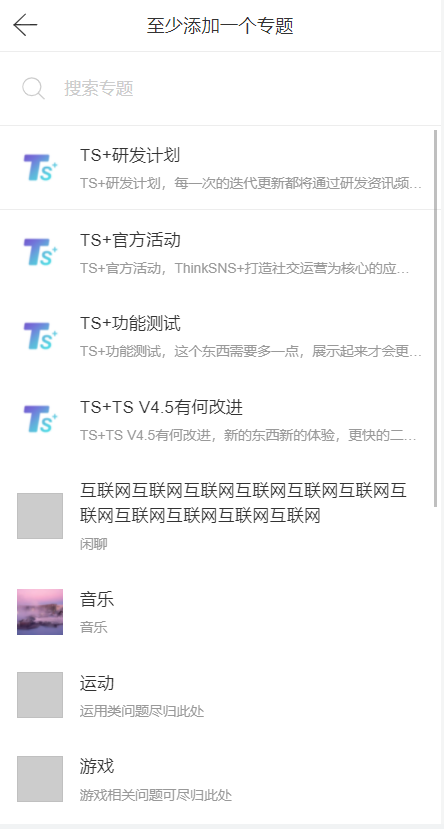 至少添加一个专题
搜索专题
Ts+
TS+研发计划
TS+研发计划，每一次的迭代更新都将通过研发资讯频...
Ts+
TS+官方活动
TS+官方活动，ThinkSNS+打造社交运营为核心的应...
Ts+
TS+功能测试
TS+功能测试，这个东西需要多一点，展示起来才会更...
Ts+
TS+TS V4.5有何改进
TS+TS V4.5有何改进，新的东西新的体验，更快的二...
互联网互联网互联网互联网互联网互联网互
联网互联网互联网互联网互联网
闲聊
音乐
音乐
运动
运用类问题尽归此处
游戏
游戏相关问题可尽归此处